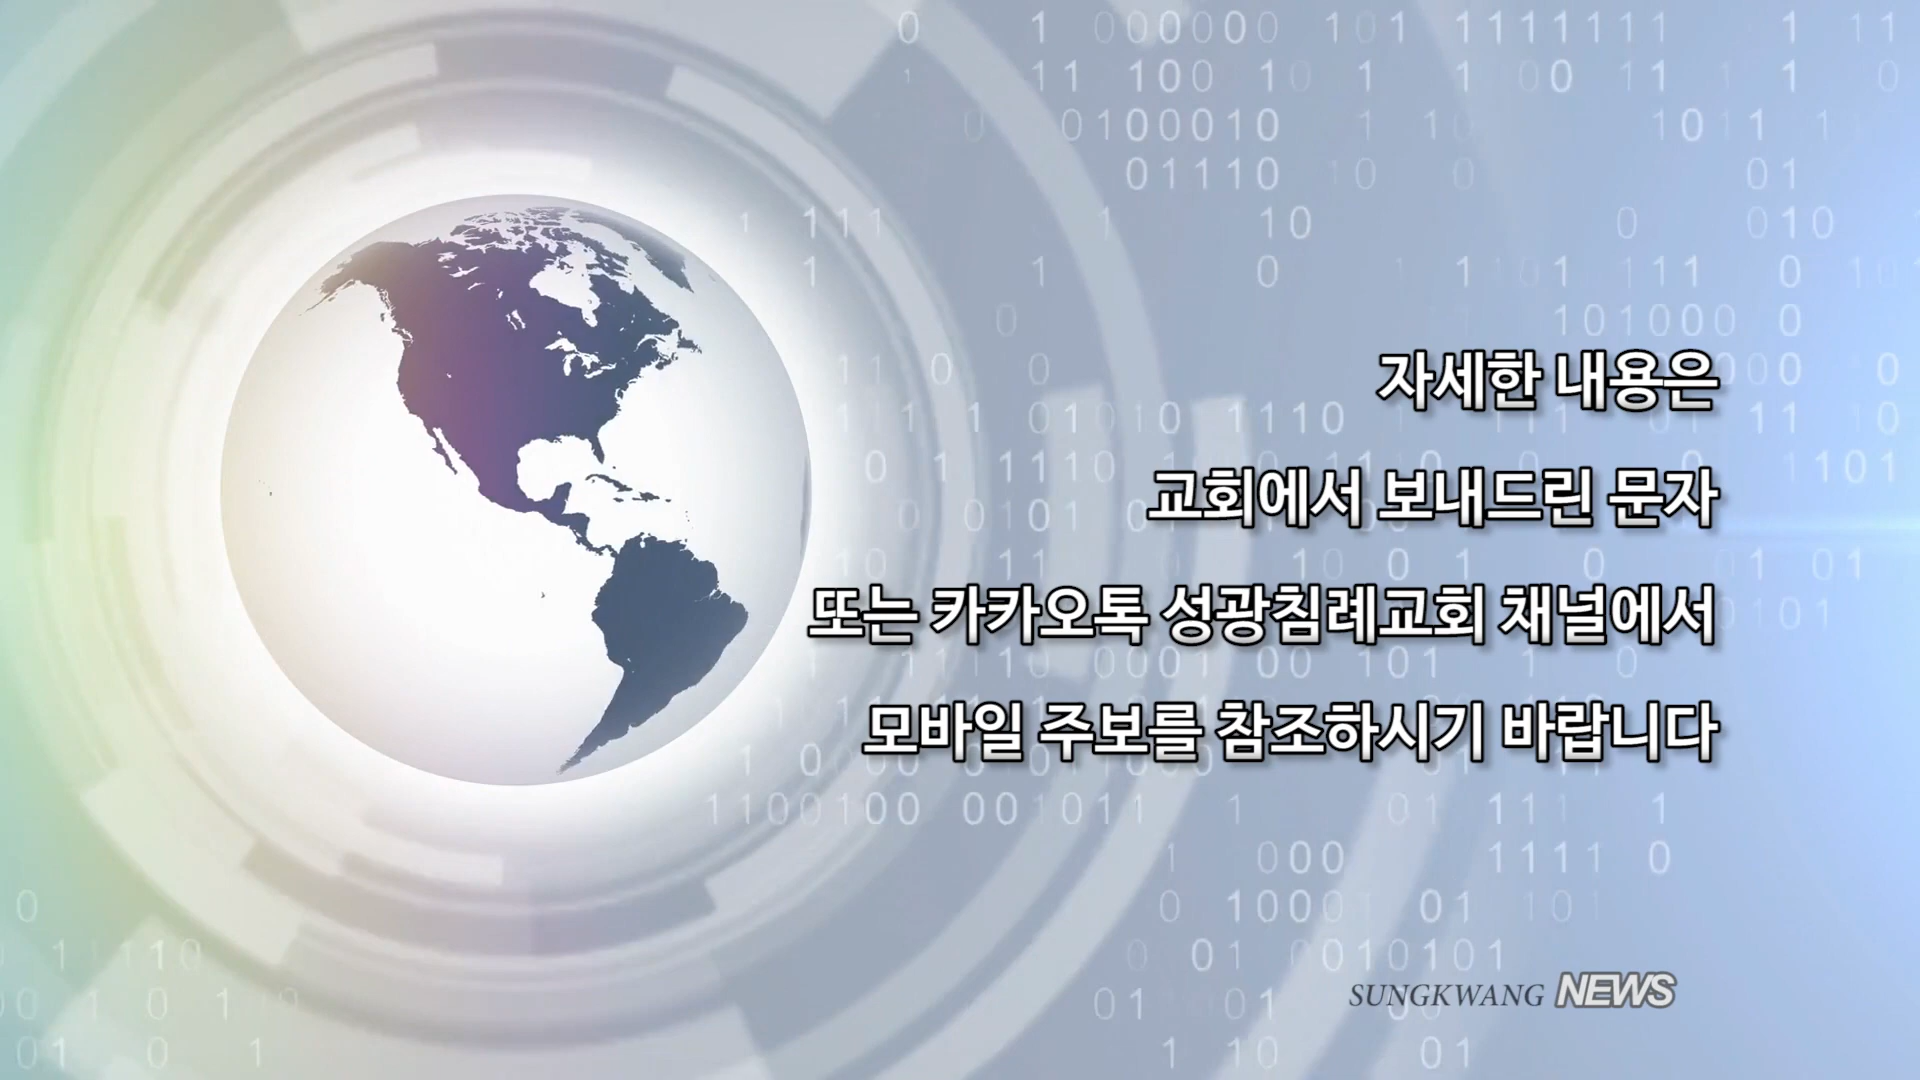 자세한 내용은
교회에서 보내드린 문자
또는 카카오톡 성광침례교회 채널에서
모바일 주보를 참조하시기 바랍니다
SUNGKWANG NEWS